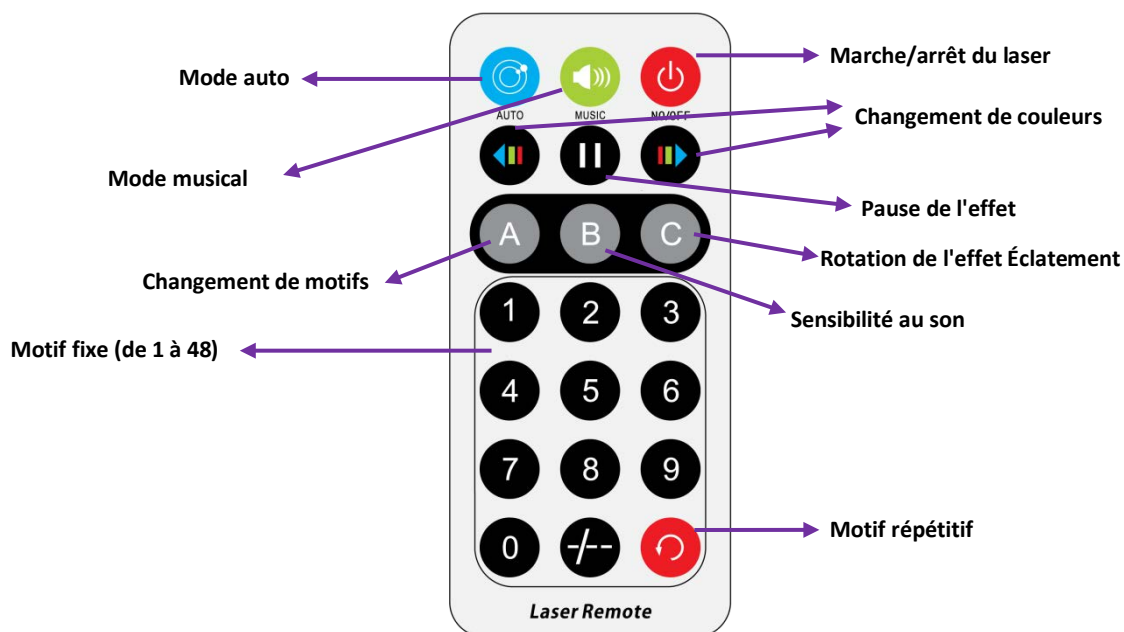 Marche/arrêt du laser
Mode auto
AUTO
MUSIC
NO/OFF
Changement de couleurs
Mode musical
Pause de l'effet
A
B
C
Rotation de l'effet Éclatement
Changement de motifs
Sensibilité au son
1
2
3
Motif fixe (de 1 à 48)
4
5
6
7
8
9
Motif répétitif
0
-/--
Laser Remote